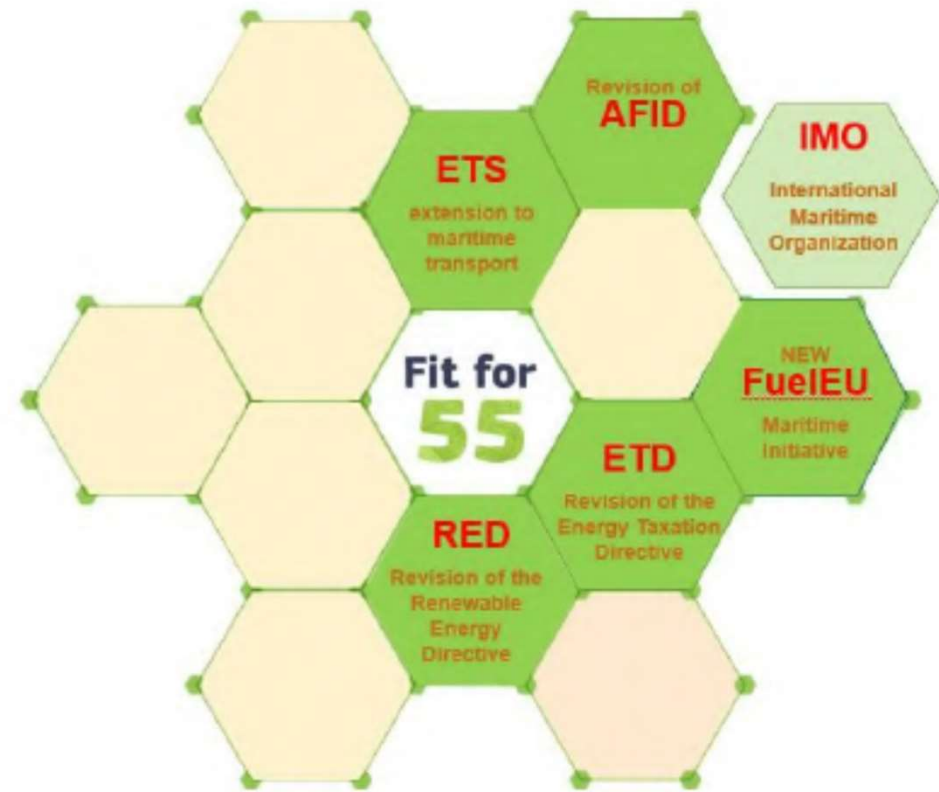 Revision of
AFID
IMO
International
Maritime
Organization
ETS
extension to
maritime
transport
Fit for
55
NEW
FuelEU
Maritime
Initiative
ETD
Revision of the
Energy Taxation
Directive
RED
Revision of the
Renewable
Energy
Directive